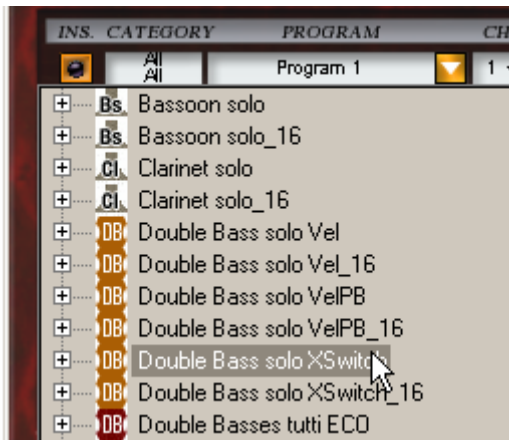 INS. CATEGORY PROGRAM CH
All All Program 1 1
Bs. Bassoon solo
Bs. Bassoon solo_16
Cl. Clarinet solo
Cl. Clarinet solo_16
DB Double Bass solo Vel
DB Double Bass solo Vel_16
DB Double Bass solo VelPB
DB Double Bass solo VelPB_16
DB Double Bass solo XSwitch
DB Double Bass solo XSwitch_16
DB Double Basses tutti ECO